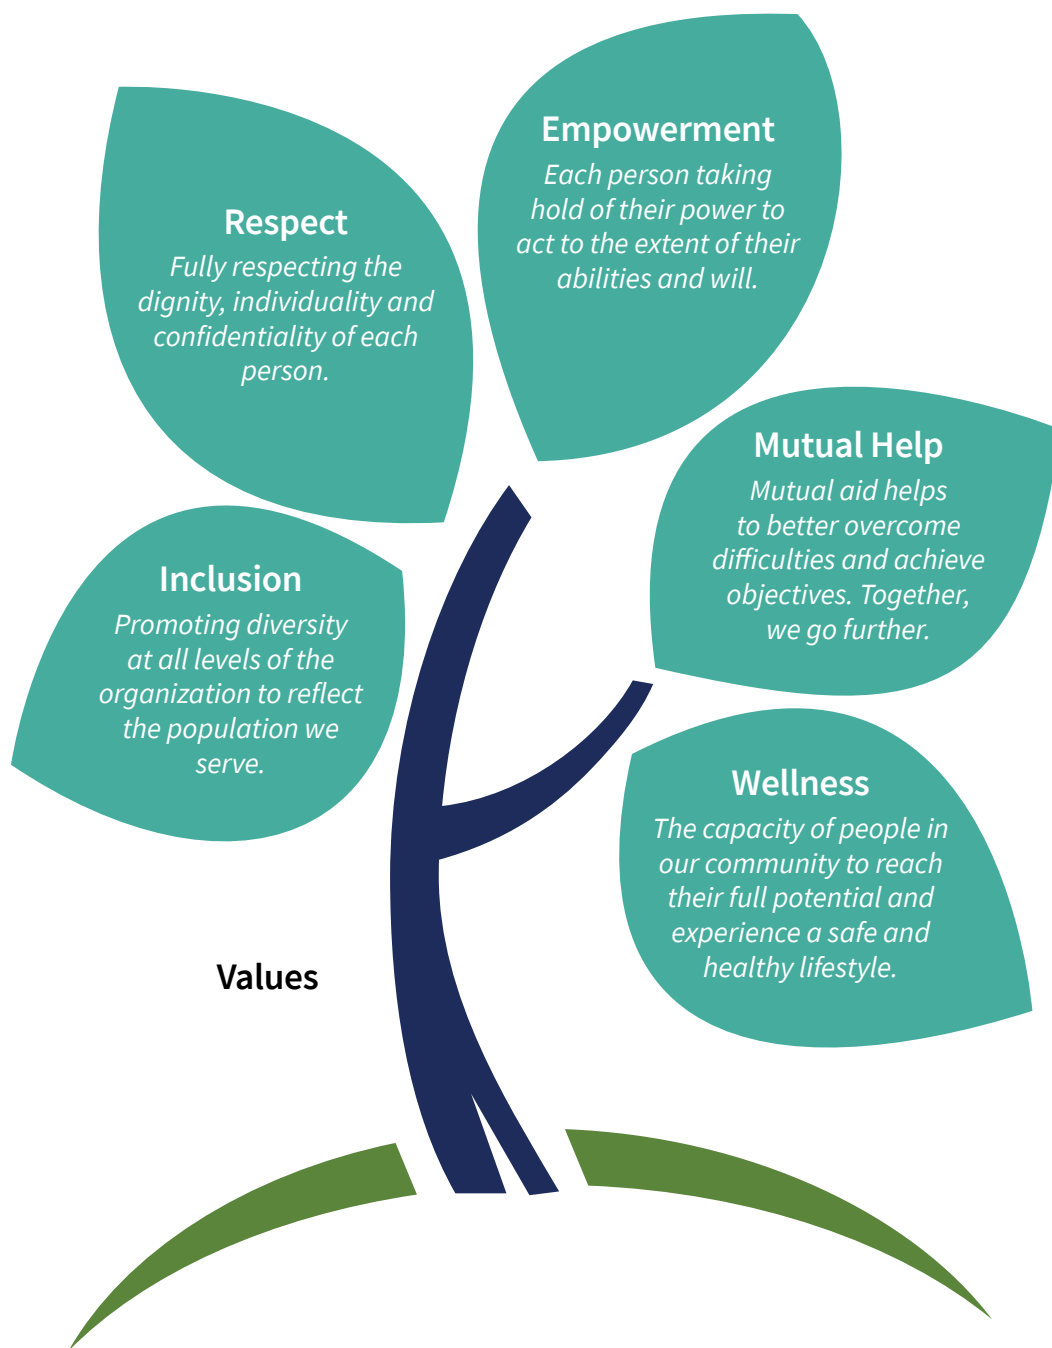 Empowerment
Each person taking
hold of their power to
act to the extent of their
abilities and will.
Respect
Fully respecting the
dignity, individuality and
confidentiality of each
person.
Mutual Help
Mutual aid helps
to better overcome
difficulties and achieve
objectives. Together,
we go further.
Inclusion
Promoting diversity
at all levels of the
organization to reflect
the population we
serve.
Wellness
The capacity of people in
our community to reach
their full potential and
experience a safe and
healthy lifestyle.
Values